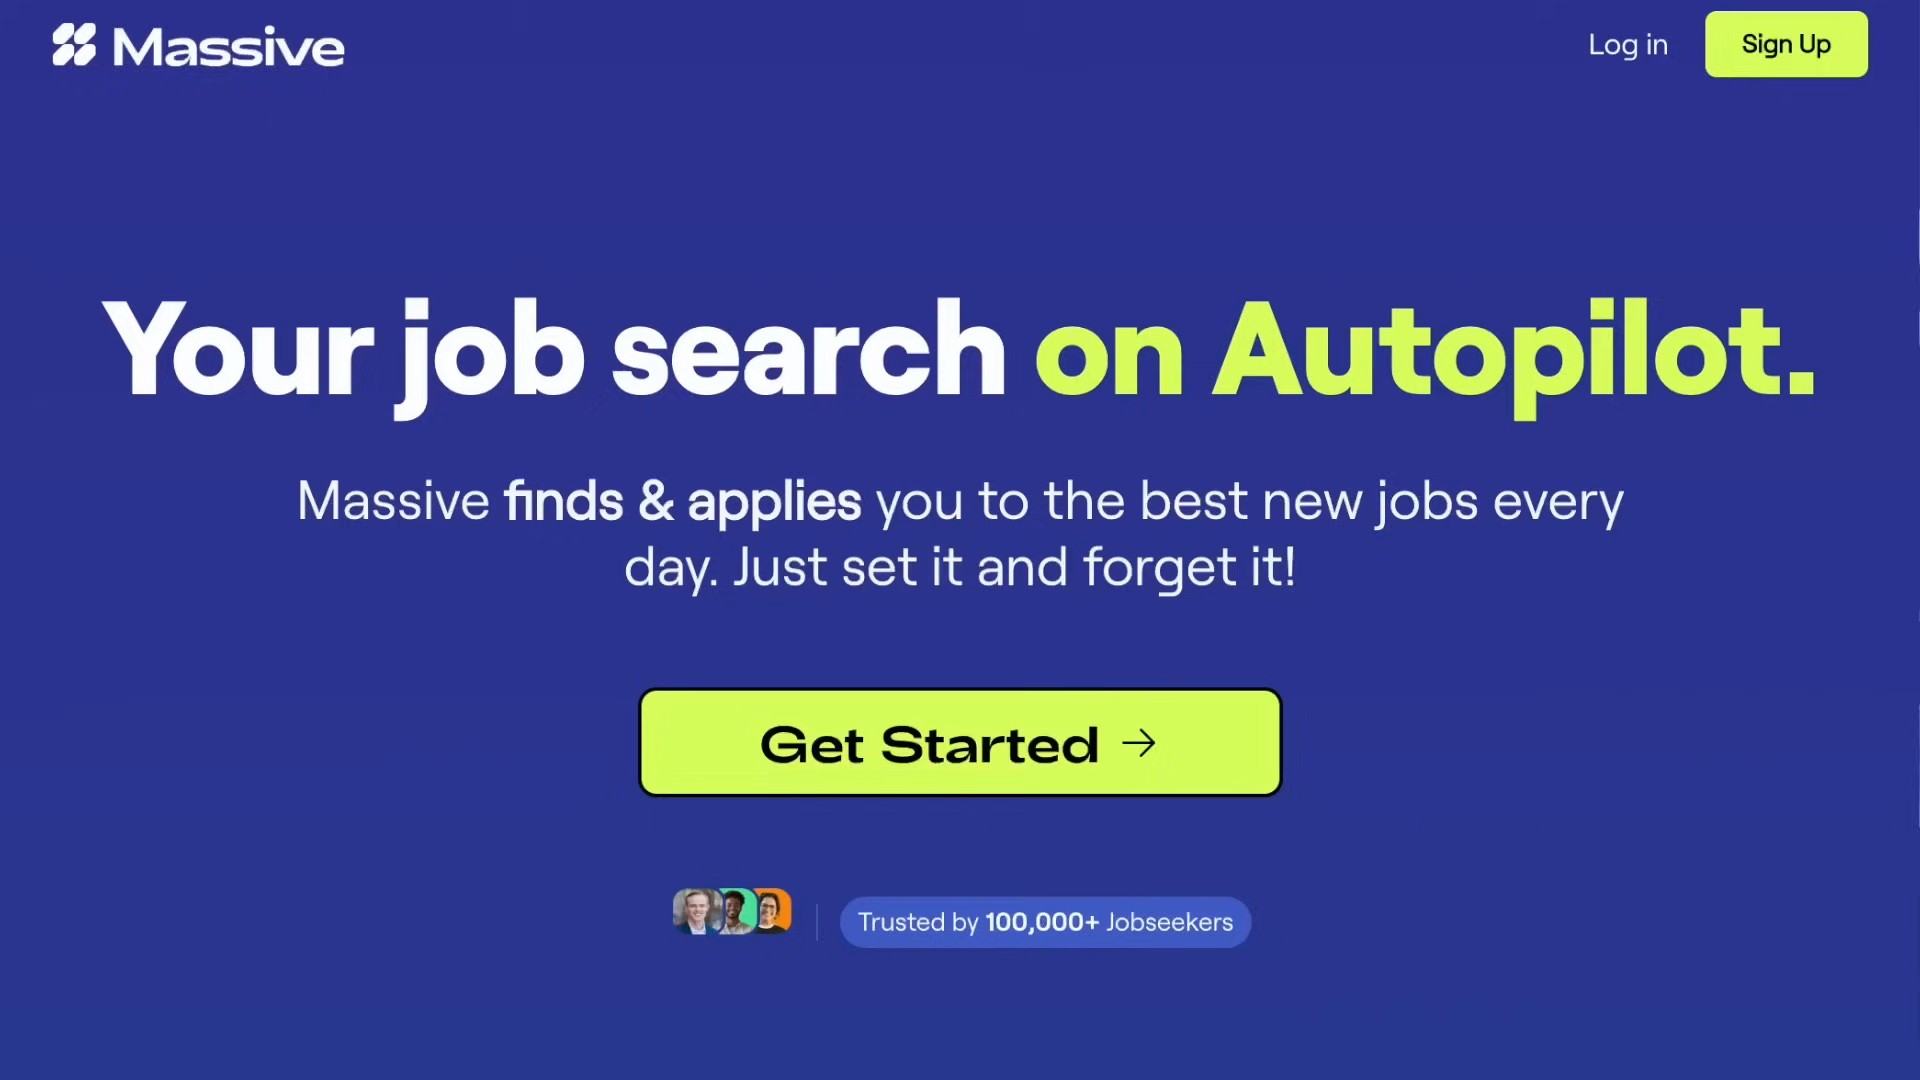 Massive
Log in
Sign Up
Your job search on Autopilot.
Massive finds & applies you to the best new jobs every
day. Just set it and forget it!
Get Started →
Trusted by 100,000+ Jobseekers